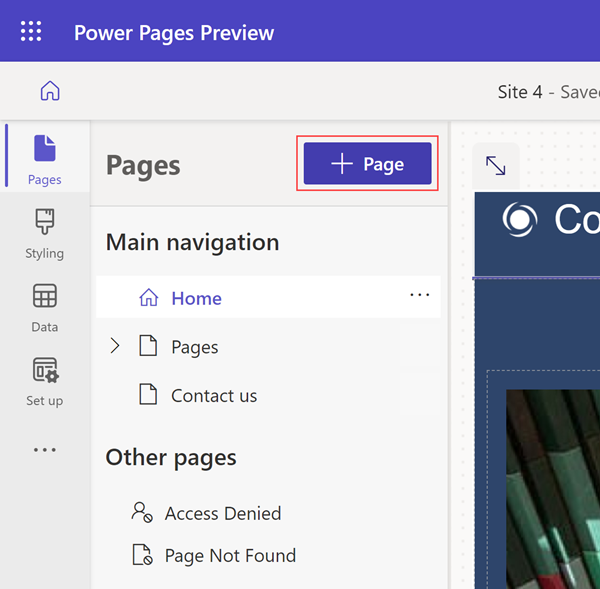 Power Pages Preview
Site 4 - Saved
Pages
Pages
+ Page
Styling
Data
Set up
Main navigation
Home
Pages
Contact us
Other pages
Access Denied
Page Not Found
Co